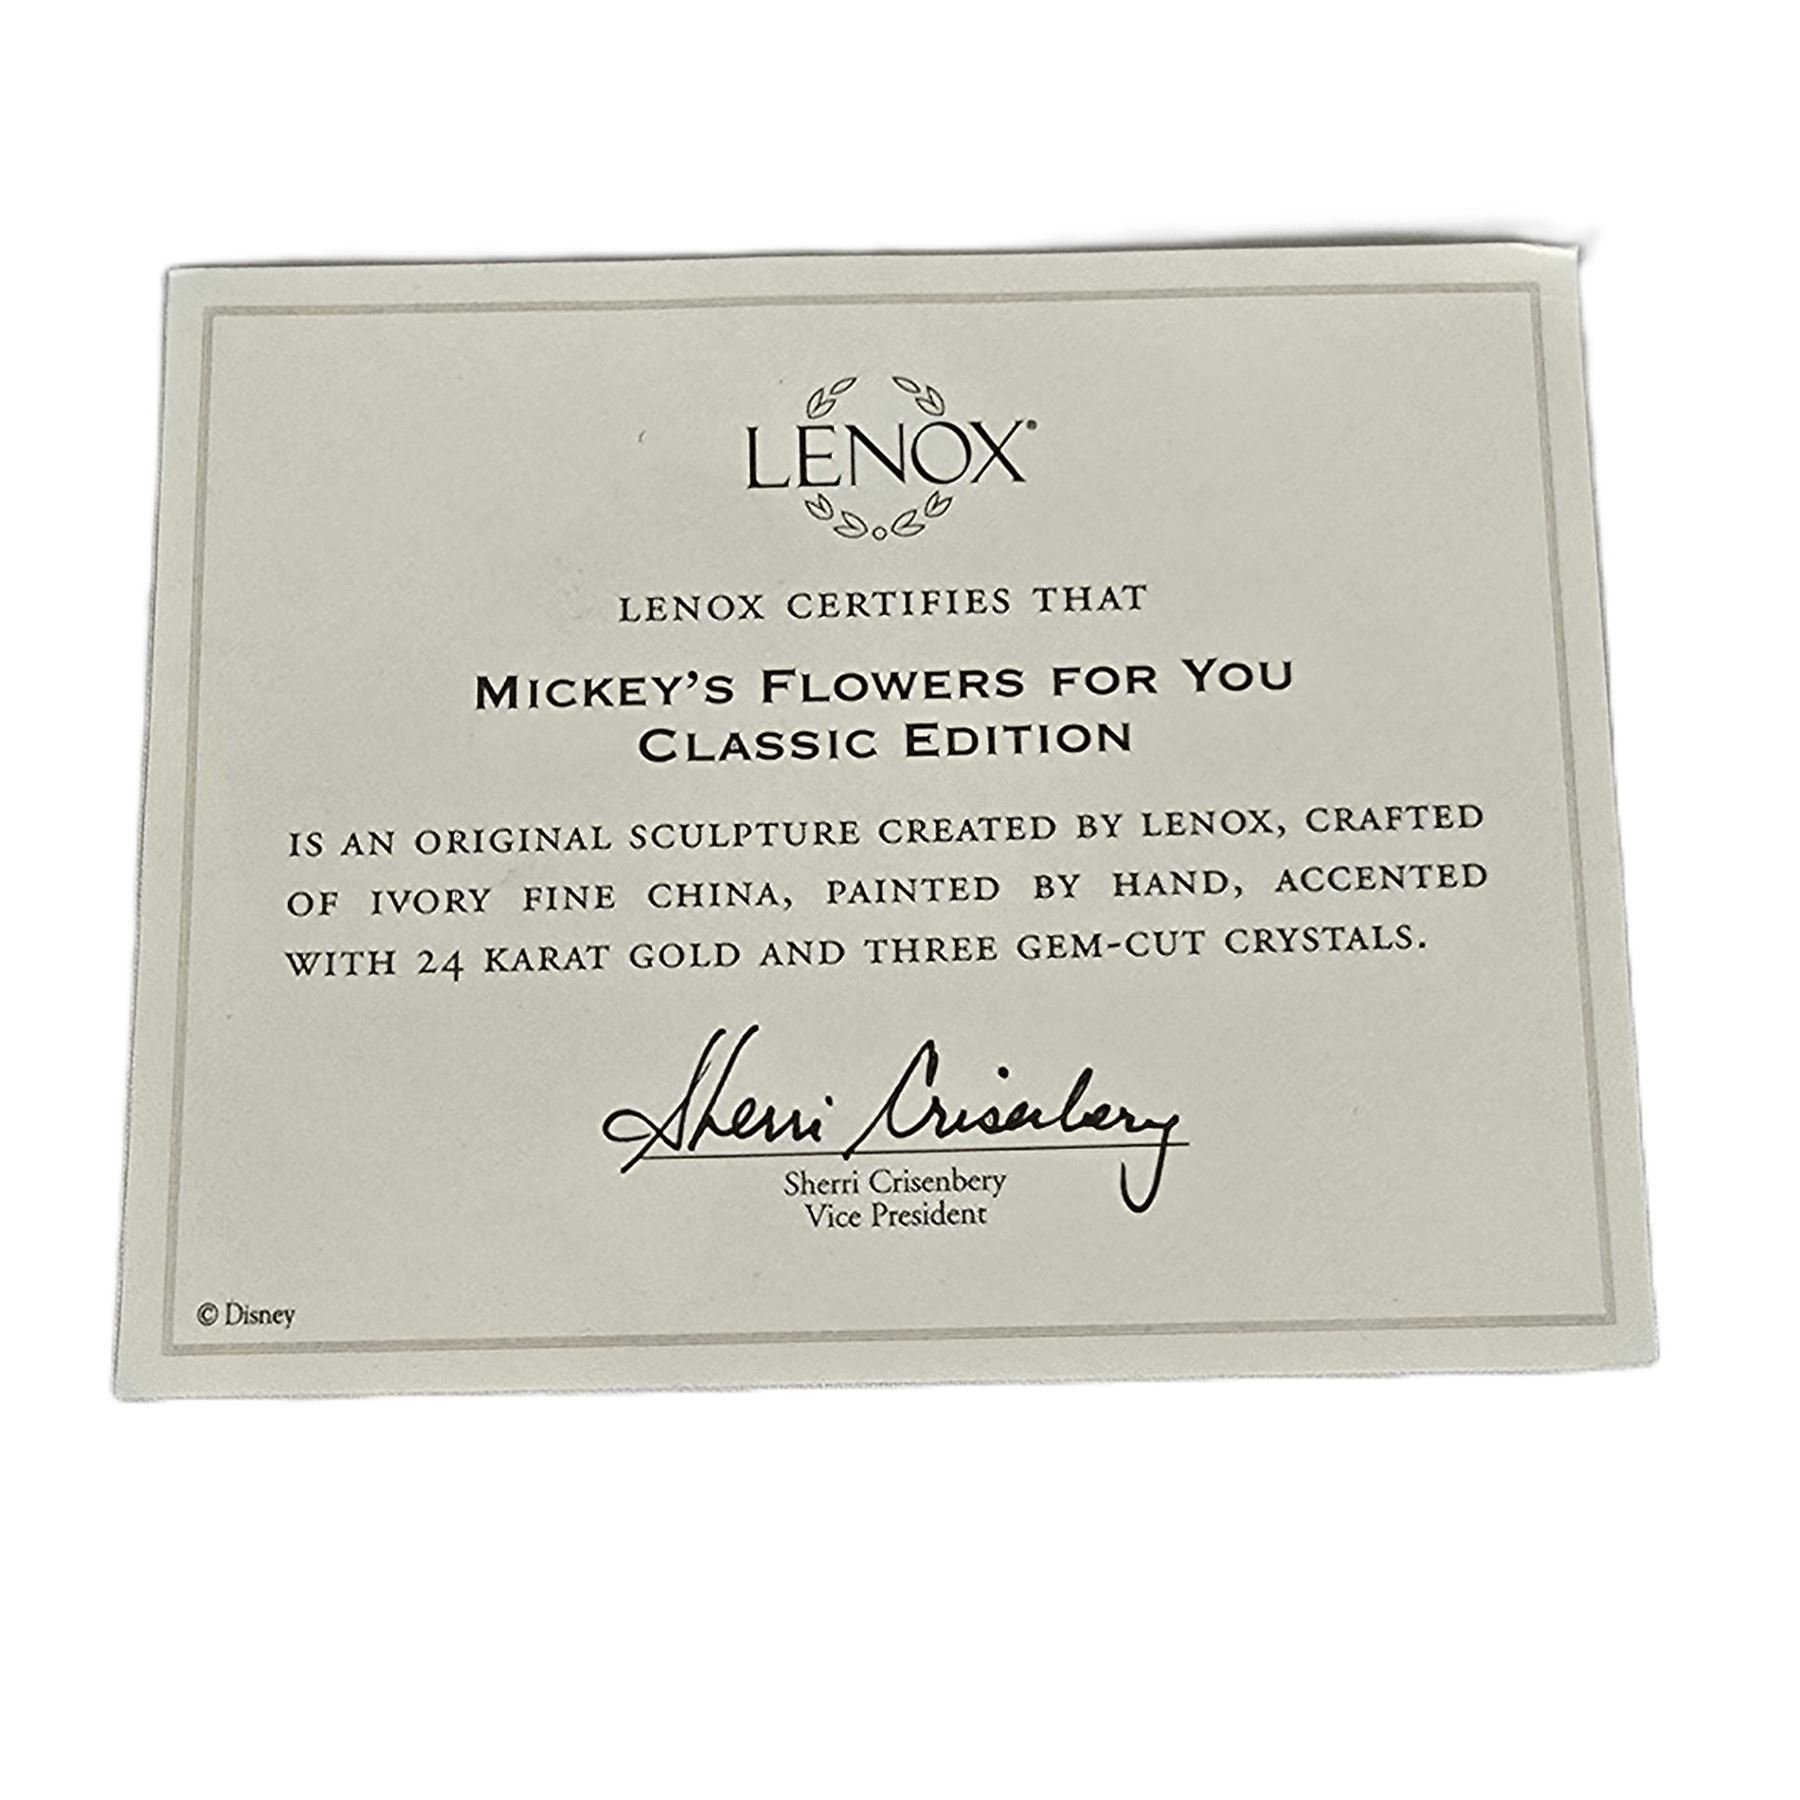 LENOX®
LENOX CERTIFIES THAT
MICKEY'S FLOWERS FOR YOU
CLASSIC EDITION
IS AN ORIGINAL SCULPTURE CREATED BY LENOX, CRAFTED
OF IVORY FINE CHINA, PAINTED BY HAND, ACCENTED
WITH 24 KARAT GOLD AND THREE GEM-CUT CRYSTALS.
Sherri Crisenbery
Sherri Crisenbery
Vice President
© Disney